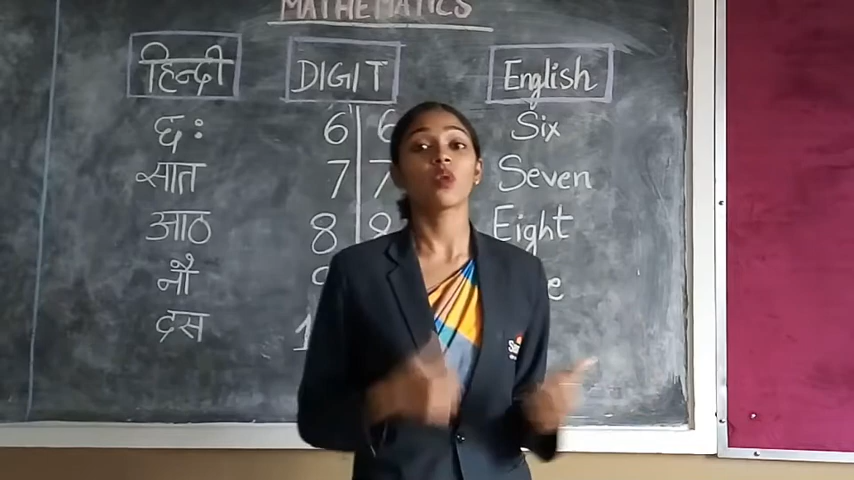 MATHEMATICS
हिन्दी DIGIT English
छः 6 6 Six
सात 7 7 Seven
आठ 8 8 Eight
नौ
दस